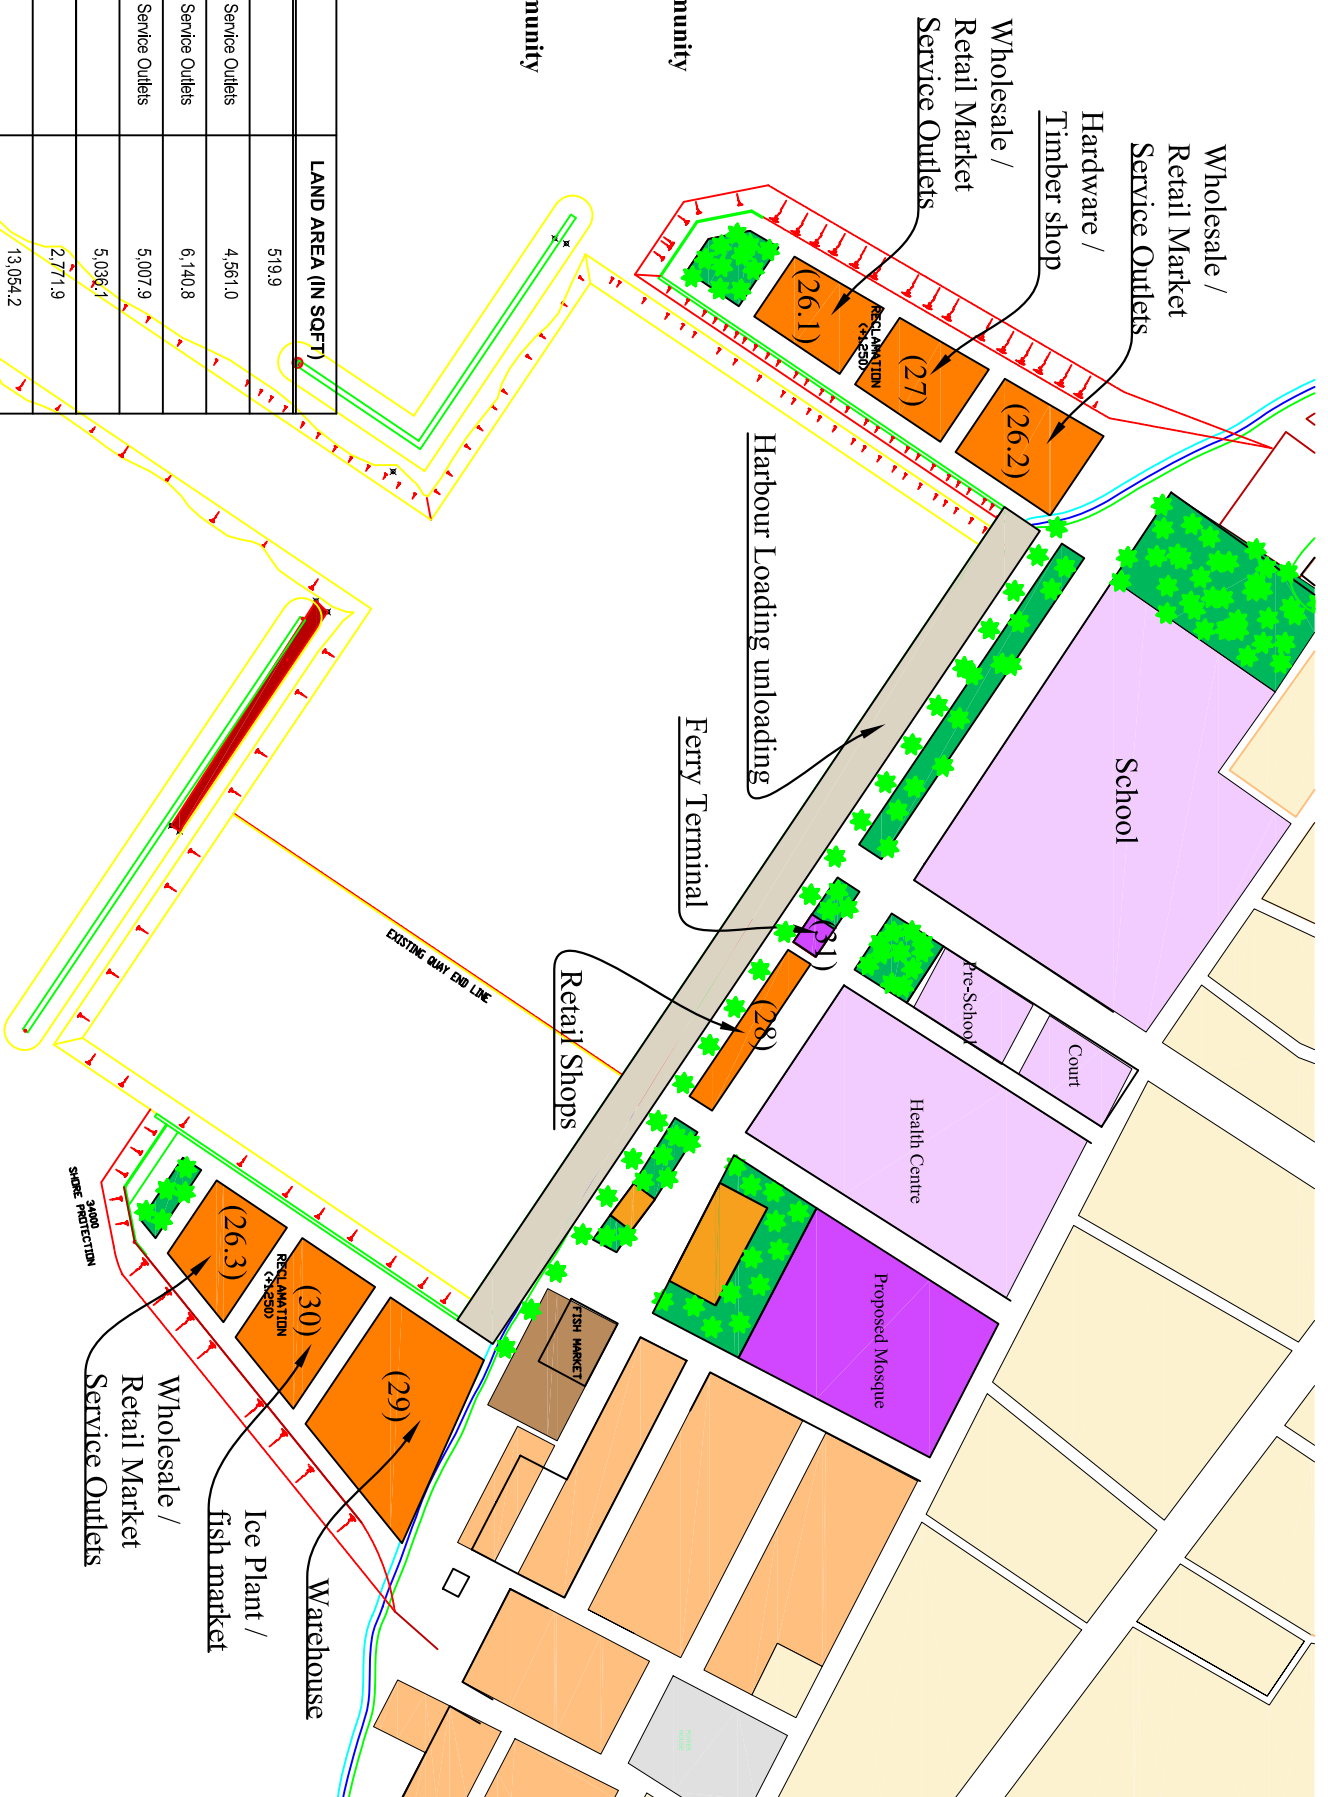 munity
munity
Wholesale /
Retail Market
Service Outlets
Hardware /
Timber shop
Wholesale /
Retail Market
Service Outlets
LAND AREA (IN SQFT)
519.9
Service Outlets
4,561.0
Service Outlets
6,140.8
Service Outlets
5,007.9
5,036.1
2,771.9
13,054.2
(26.1)
RECLAMATION
(+1.250)
(27)
(26.2)
Harbour Loading unloading
School
Ferry Terminal
(31)
Pre-School
Court
EXISTING QUAY END LINE
Retail Shops
(28)
Health Centre
Proposed Mosque
FISH MARKET
34000
SHORE PROTECTION
(26.3)
RECLAMATION
(+1.250)
(30)
(29)
Wholesale /
Retail Market
Service Outlets
Ice Plant /
fish market
Warehouse